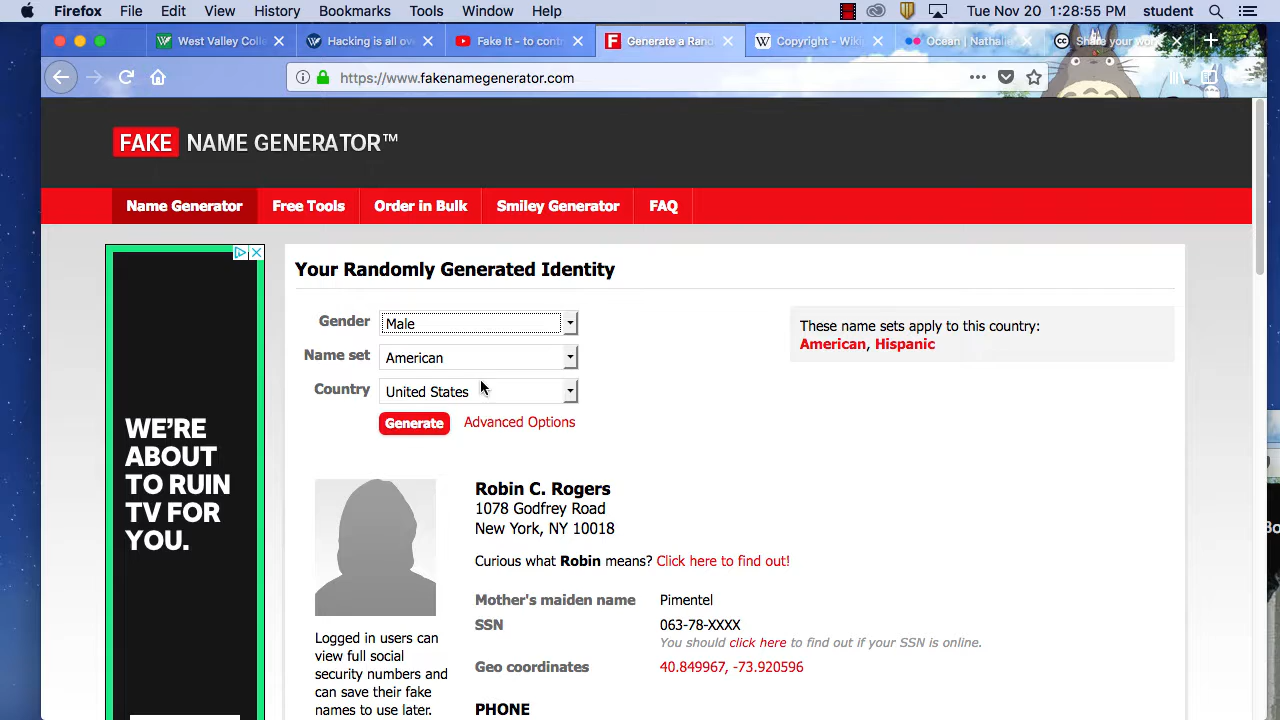 Firefox File Edit View History Bookmarks Tools Window Help Tue Nov 20 1:28:55 PM student
West Valley Coll
Hacking is all ov
Fake It - to contr
Generate a Rand
Copyright - Wiki
Ocean | Nathalie
Share your wor
https://www.fakenamegenerator.com
FAKE NAME GENERATOR™
Name Generator Free Tools Order in Bulk Smiley Generator FAQ
Your Randomly Generated Identity
Gender Male
Name set American
Country United States
Generate Advanced Options
These name sets apply to this country:
American, Hispanic
WE'RE
ABOUT
TO RUIN
TV FOR
YOU.
Robin C. Rogers
1078 Godfrey Road
New York, NY 10018
Curious what Robin means? Click here to find out!
Mother's maiden name Pimentel
SSN 063-78-XXXX
You should click here to find out if your SSN is online.
Geo coordinates 40.849967, -73.920596
PHONE
Logged in users can
view full social
security numbers and
can save their fake
names to use later.